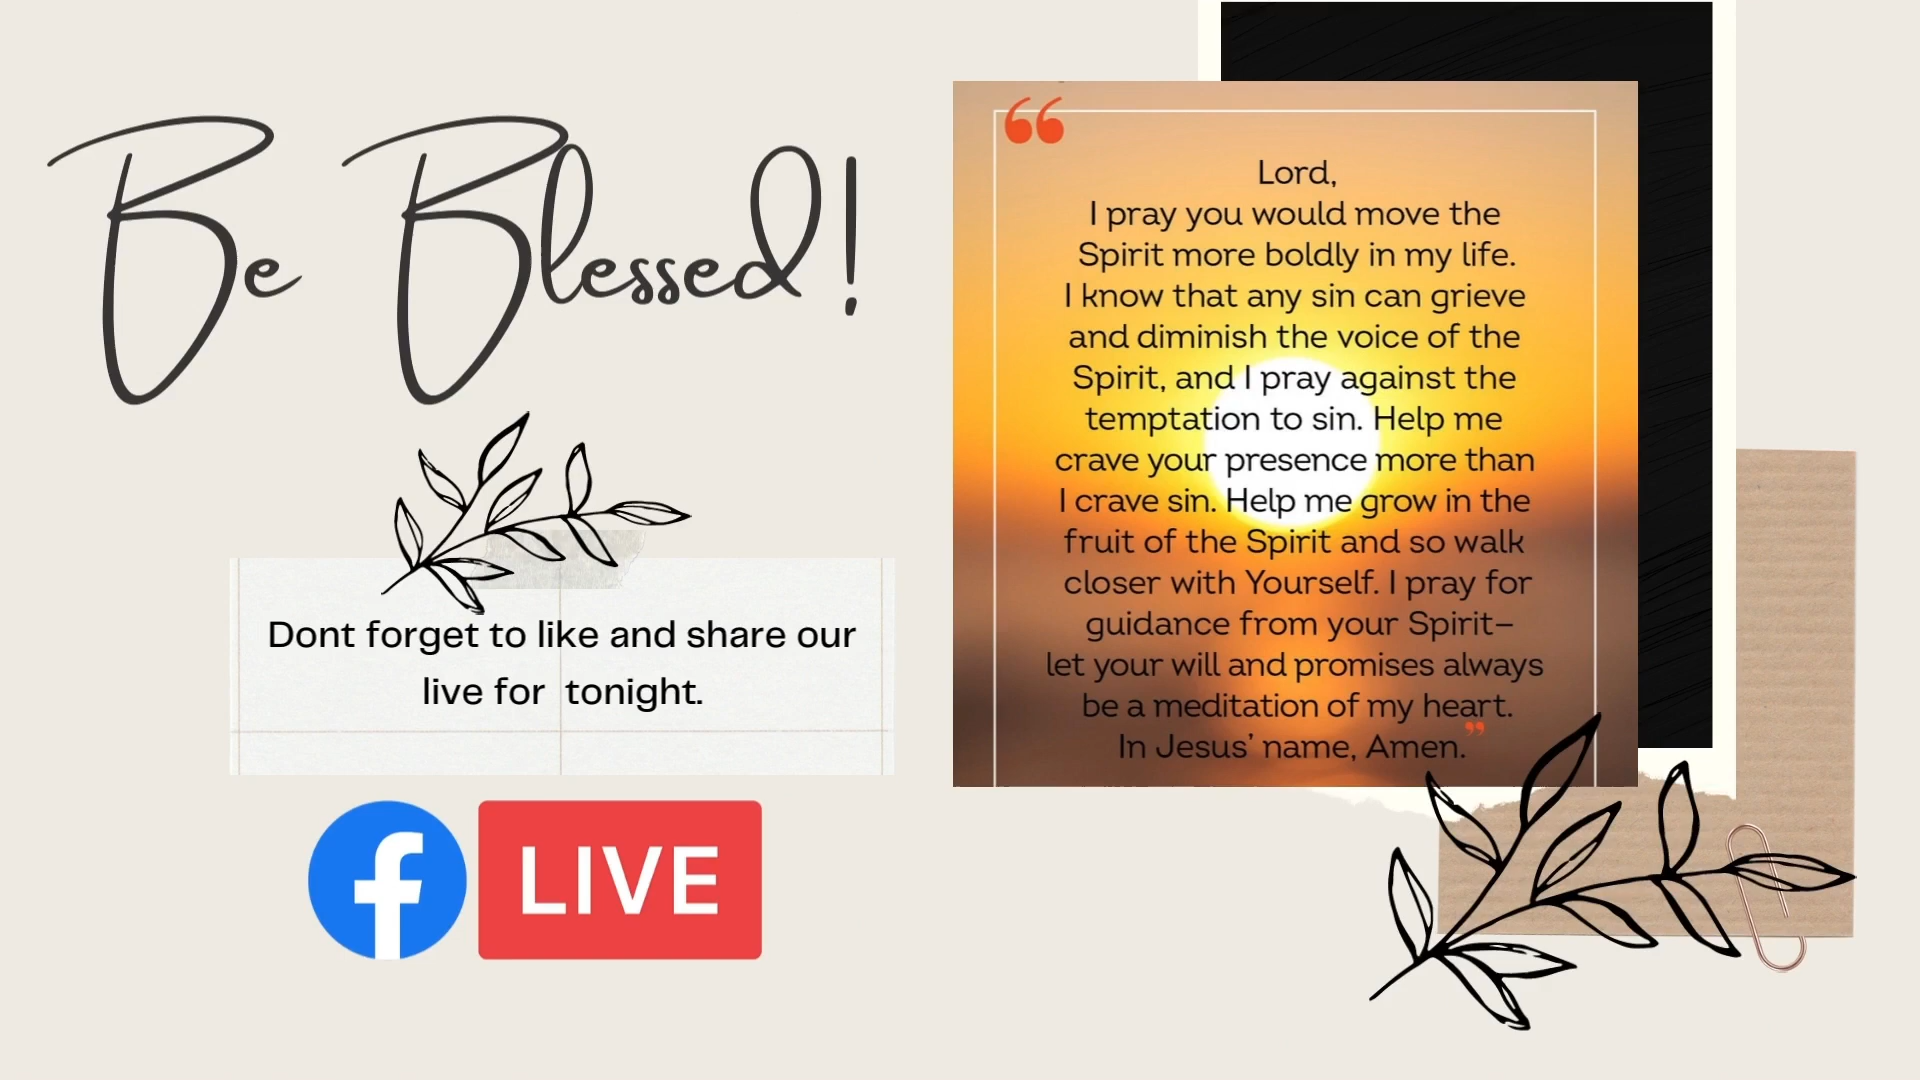 Be Blessed!
Dont forget to like and share our
live for  tonight.
LIVE
“
Lord,
I pray you would move the
Spirit more boldly in my life.
I know that any sin can grieve
and diminish the voice of the
Spirit, and I pray against the
temptation to sin. Help me
crave your presence more than
I crave sin. Help me grow in the
fruit of the Spirit and so walk
closer with Yourself. I pray for
guidance from your Spirit–
let your will and promises always
be a meditation of my heart.
In Jesus’ name, Amen.”